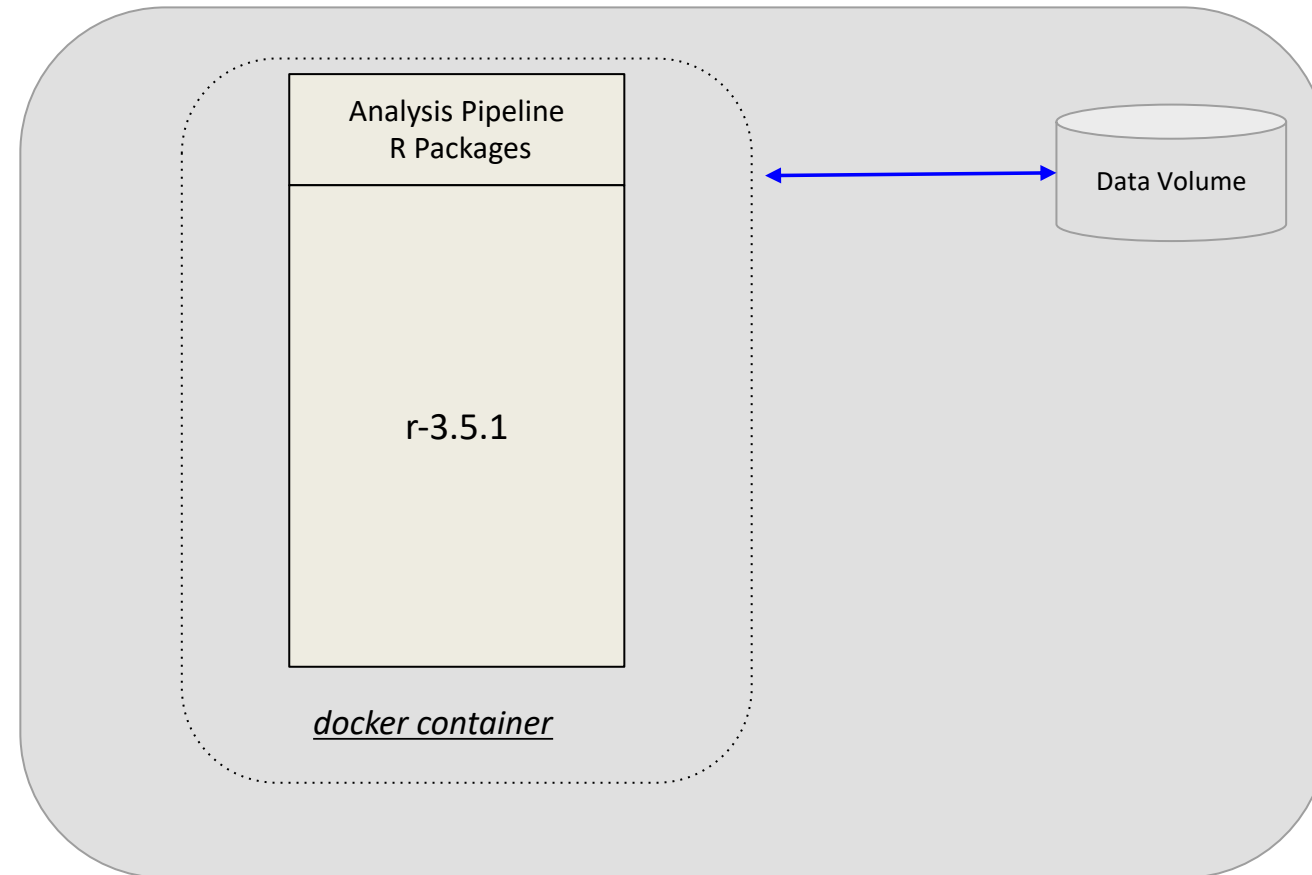 Analysis Pipeline
R Packages
Data Volume
r-3.5.1
docker container